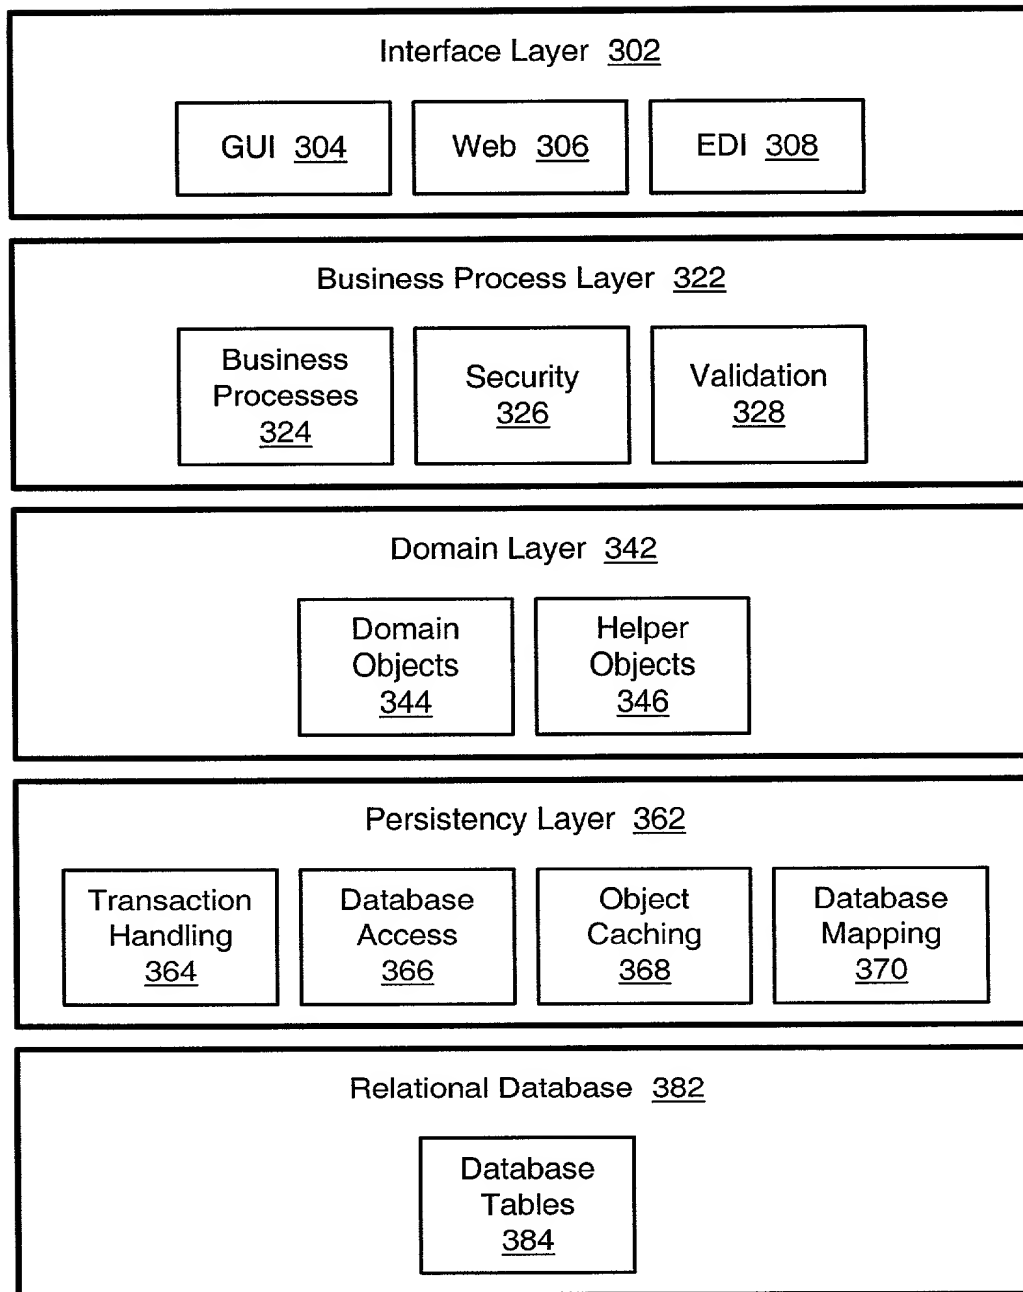 Interface Layer 302
GUI 304
Web 306
EDI 308
Business Process Layer 322
Business
Processes
324
Security
326
Validation
328
Domain Layer 342
Domain
Objects
344
Helper
Objects
346
Persistency Layer 362
Transaction
Handling
364
Database
Access
366
Object
Caching
368
Database
Mapping
370
Relational Database 382
Database
Tables
384